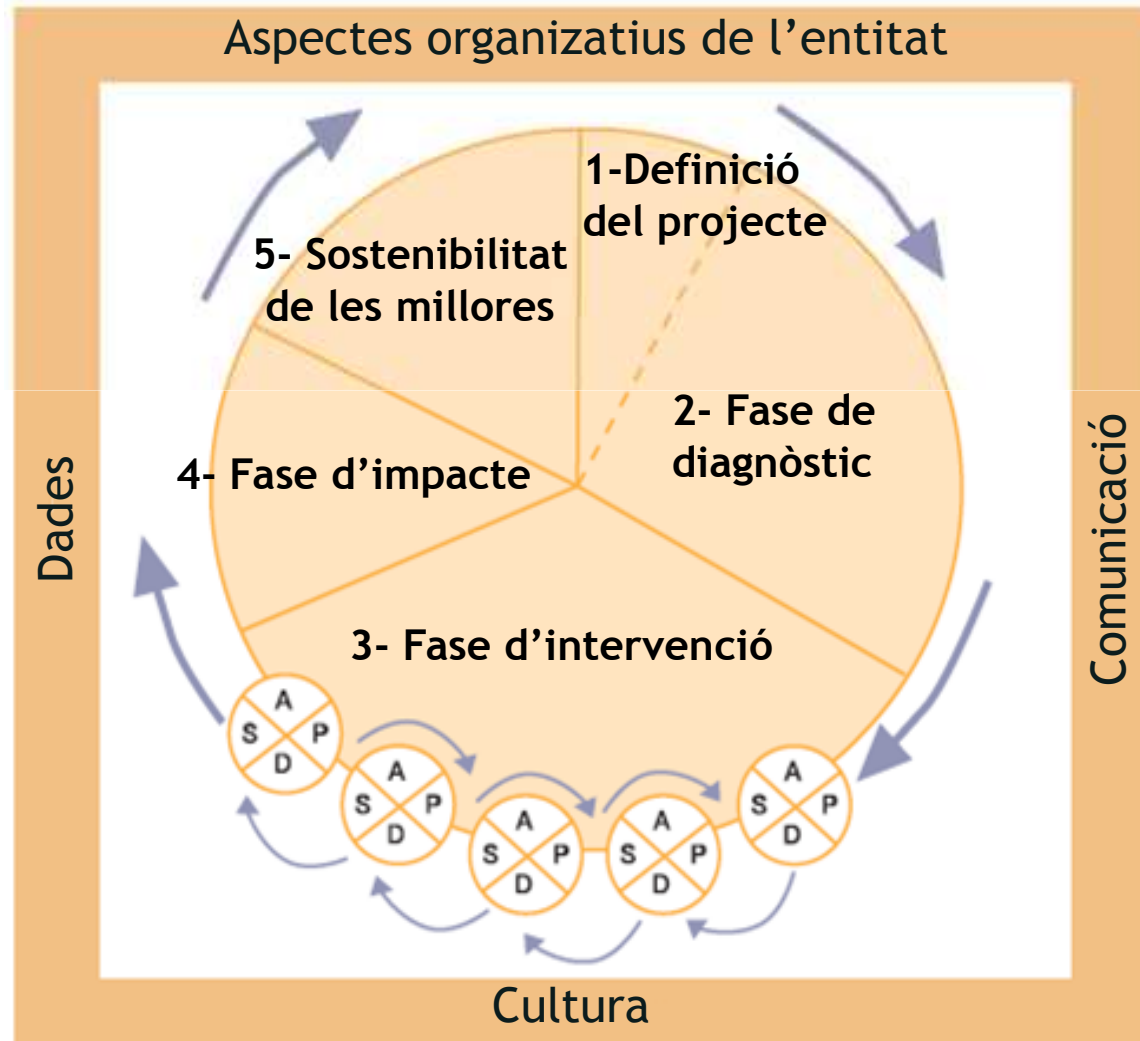 Aspectes organizatius de l’entitat
1-Definició
del projecte
5- Sostenibilitat
de les millores
2- Fase de
diagnòstic
4- Fase d’impacte
Dades
Comunicació
3- Fase d’intervenció
A
S P
D
A
S P
D
A
S P
D
A
S P
D
A
S P
D
Cultura